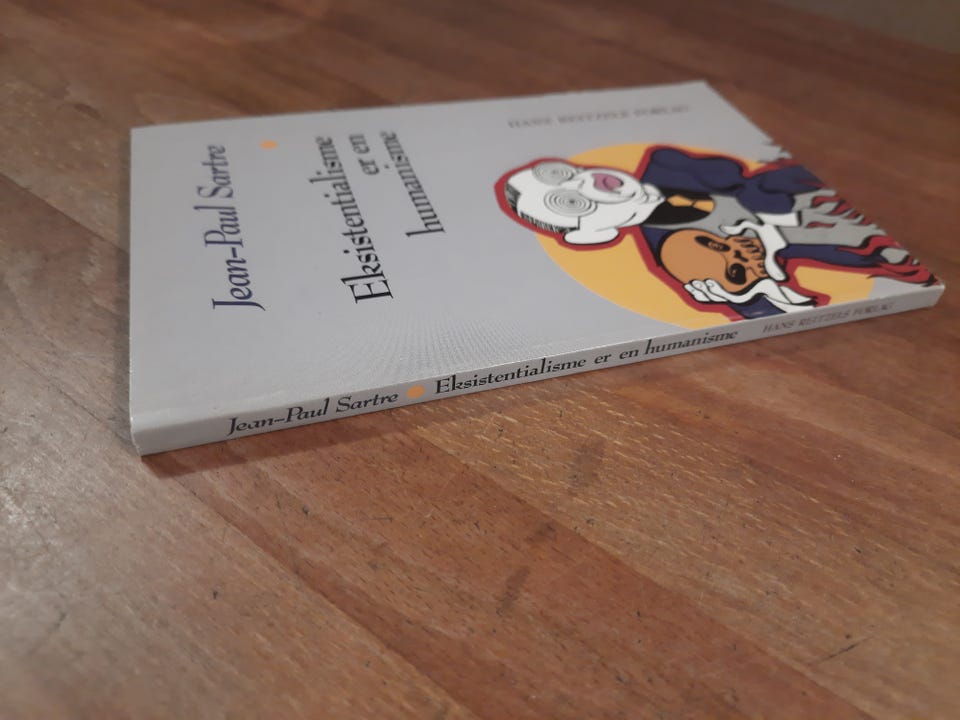 Jean-Paul Sartre
Eksistentialisme
er en
humanisme
HANS REITZELS FORLAG
Jean-Paul Sartre Eksistentialisme er en humanisme HANS REITZELS FORLAG